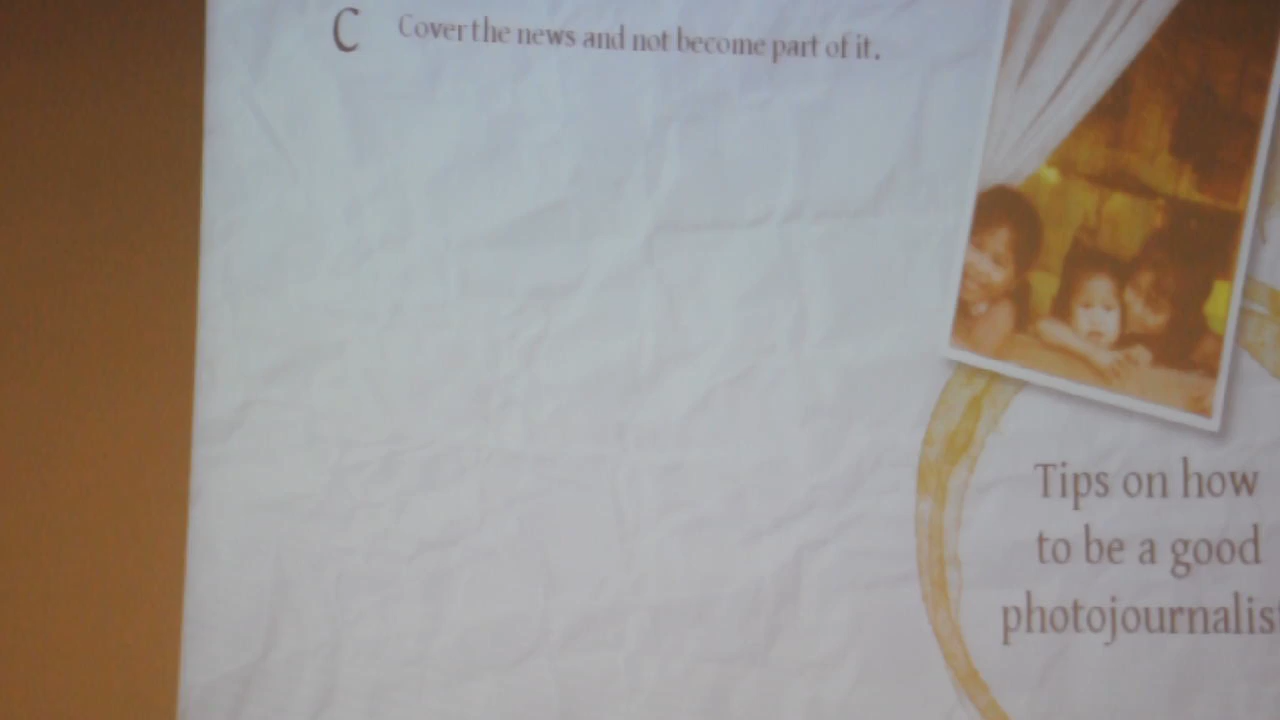 C Cover the news and not become part of it.
Tips on how
to be a good
photojournalis